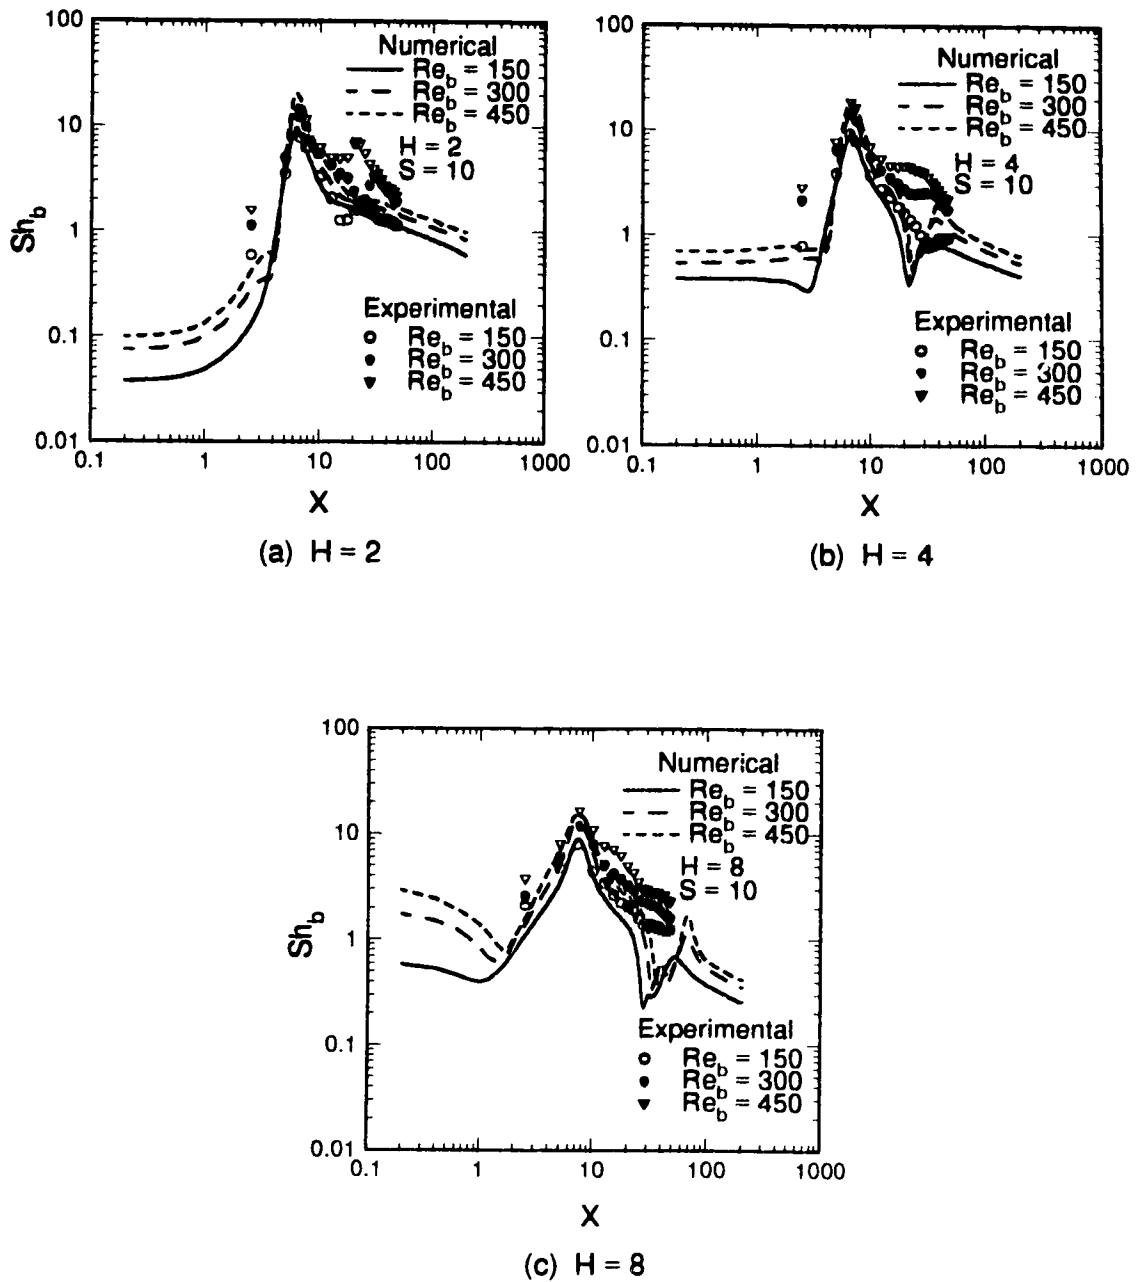 100
10
1
0.1
0.01
Sh_b
Numerical
Re_b = 150
Re_b = 300
Re_b = 450
H = 2
S = 10
Experimental
Re_b = 150
Re_b = 300
Re_b = 450
0.1 1 10 100 1000
X
(a) H = 2
100
10
1
0.1
0.01
Numerical
Re_b = 150
Re_b = 300
Re_b = 450
H = 4
S = 10
Experimental
Re_b = 150
Re_b = 300
Re_b = 450
0.1 1 10 100 1000
X
(b) H = 4
100
10
1
0.1
0.01
Sh_b
Numerical
Re_b = 150
Re_b = 300
Re_b = 450
H = 8
S = 10
Experimental
Re_b = 150
Re_b = 300
Re_b = 450
0.1 1 10 100 1000
X
(c) H = 8